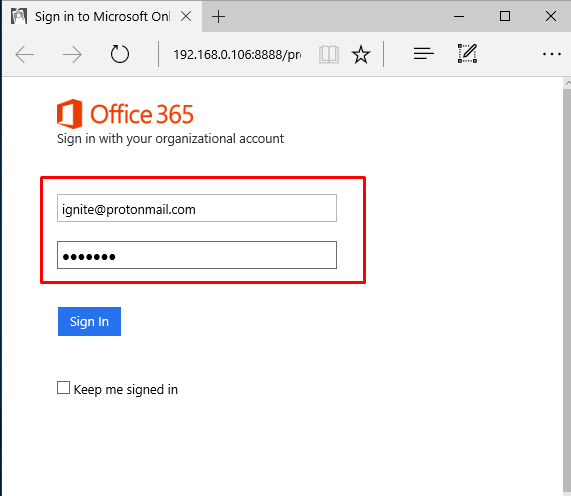 Sign in to Microsoft Onl
192.168.0.106:8888/pr
Office 365
Sign in with your organizational account
ignite@protonmail.com
•••••••
Sign In
Keep me signed in